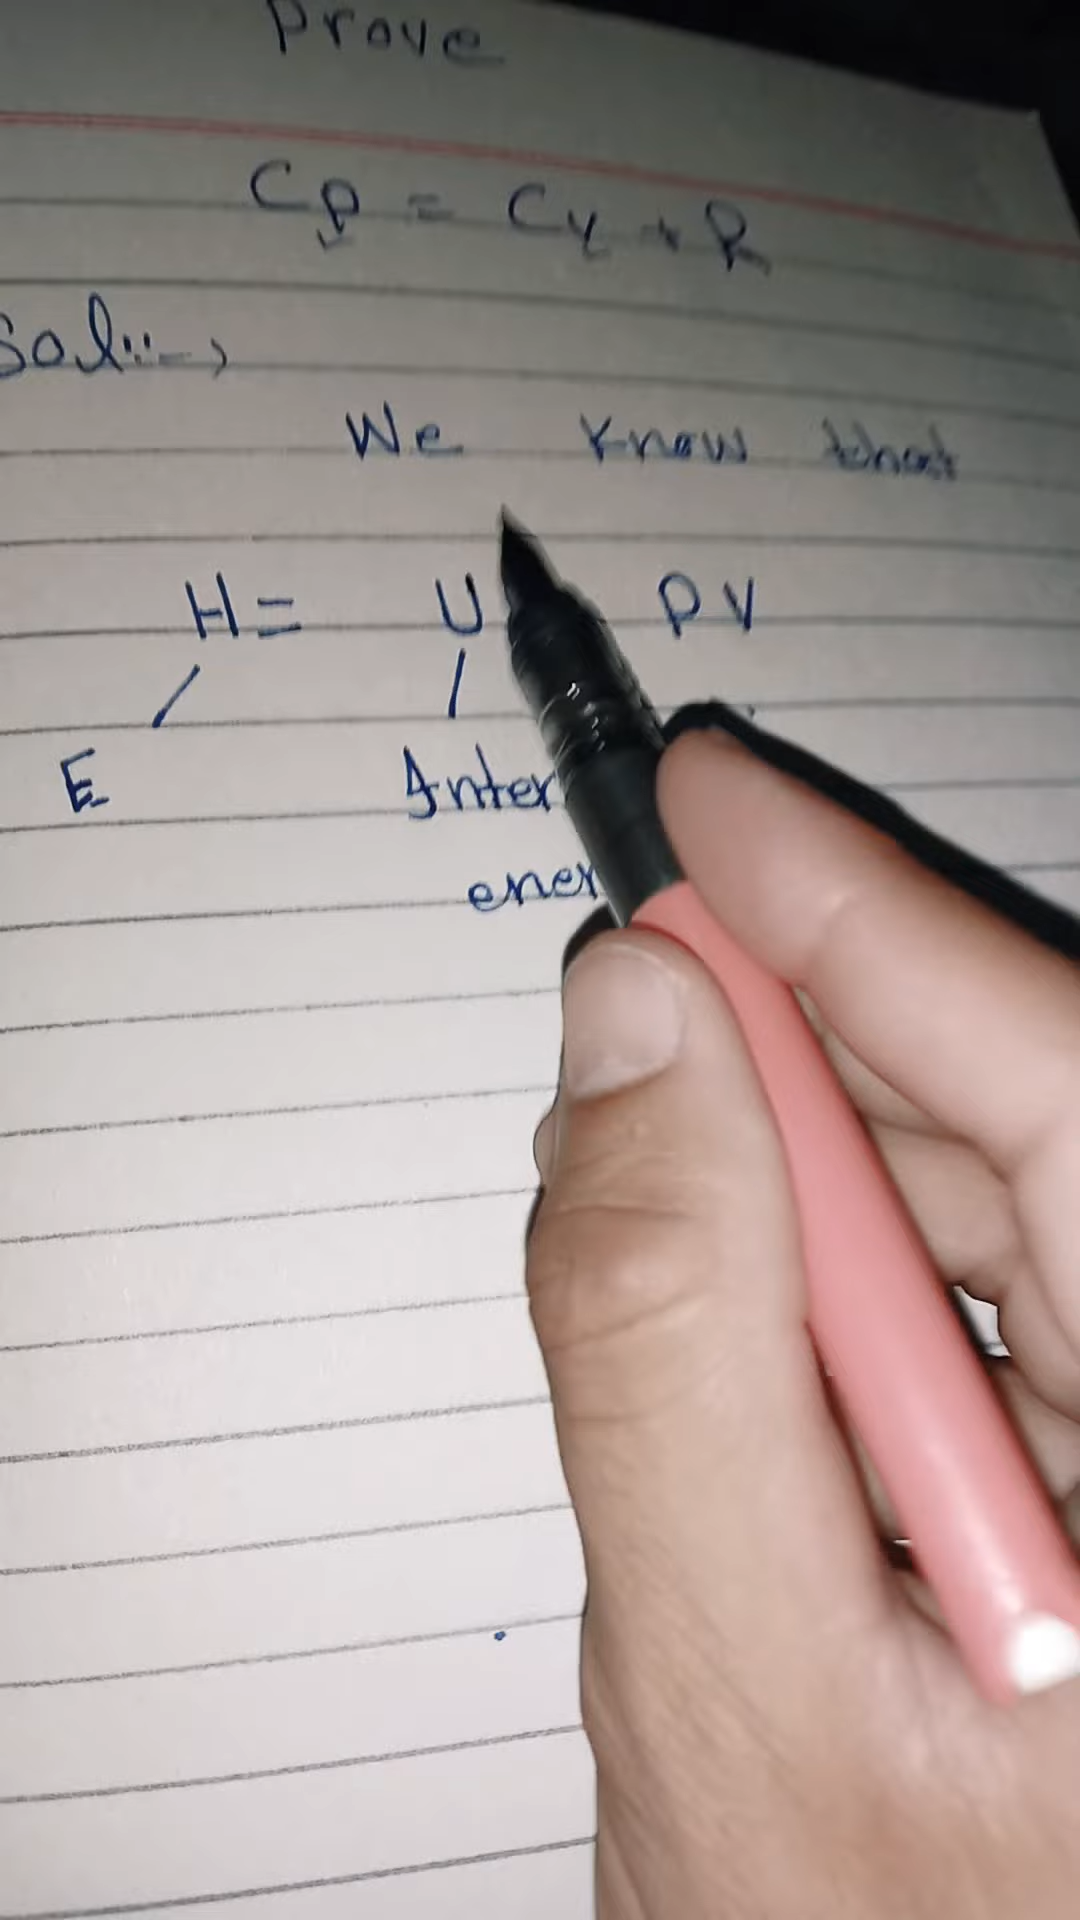 Prove
Cp = Cv + R
Sol:->
We know that
H = U PV
E Inter
ener